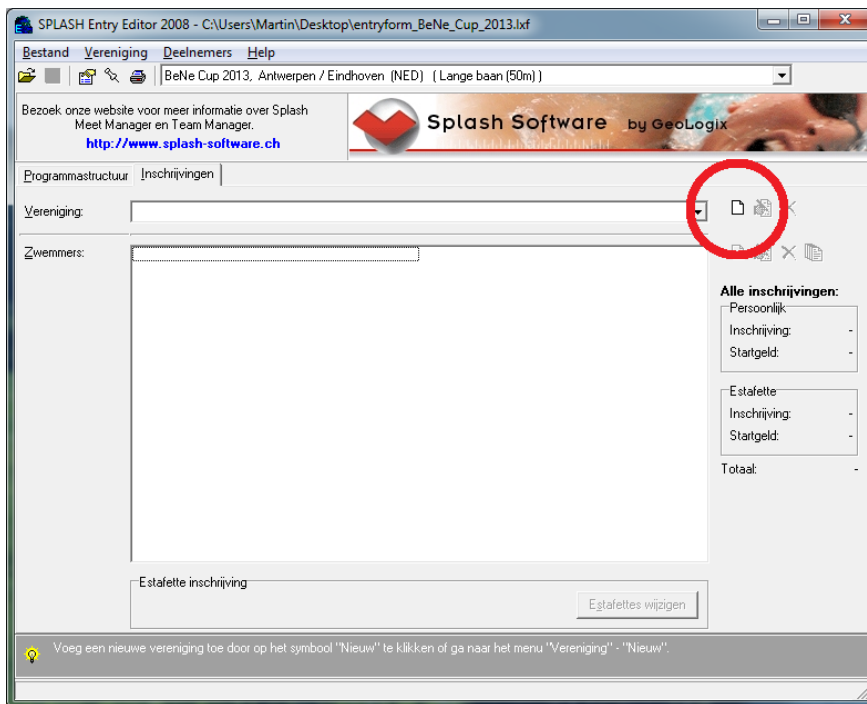 SPLASH Entry Editor 2008 - C:\Users\Martin\Desktop\entryform_BeNe_Cup_2013.lxf
Bestand Vereniging Deelnemers Help
BeNe Cup 2013, Antwerpen / Eindhoven (NED) ( Lange baan (50m) )
Bezoek onze website voor meer informatie over Splash
Meet Manager en Team Manager.
http://www.splash-software.ch
Splash Software by GeoLogix
Programmastructuur Inschrijvingen
Vereniging:
Zwemmers:
Alle inschrijvingen:
Persoonlijk
Inschrijving: -
Startgeld: -
Estafette
Inschrijving: -
Startgeld: -
Totaal: -
Estafette inschrijving
Estafettes wijzigen
Voeg een nieuwe vereniging toe door op het symbool "Nieuw" te klikken of ga naar het menu "Vereniging" - "Nieuw".